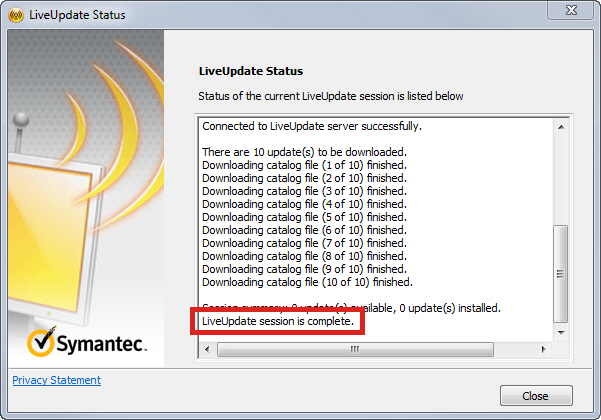 LiveUpdate Status
LiveUpdate Status
Status of the current LiveUpdate session is listed below
Connected to LiveUpdate server successfully.
There are 10 update(s) to be downloaded.
Downloading catalog file (1 of 10) finished.
Downloading catalog file (2 of 10) finished.
Downloading catalog file (3 of 10) finished.
Downloading catalog file (4 of 10) finished.
Downloading catalog file (5 of 10) finished.
Downloading catalog file (6 of 10) finished.
Downloading catalog file (7 of 10) finished.
Downloading catalog file (8 of 10) finished.
Downloading catalog file (9 of 10) finished.
Downloading catalog file (10 of 10) finished.
Session summary: 0 update(s) available, 0 update(s) installed.
LiveUpdate session is complete.
Symantec.
Privacy Statement
Close